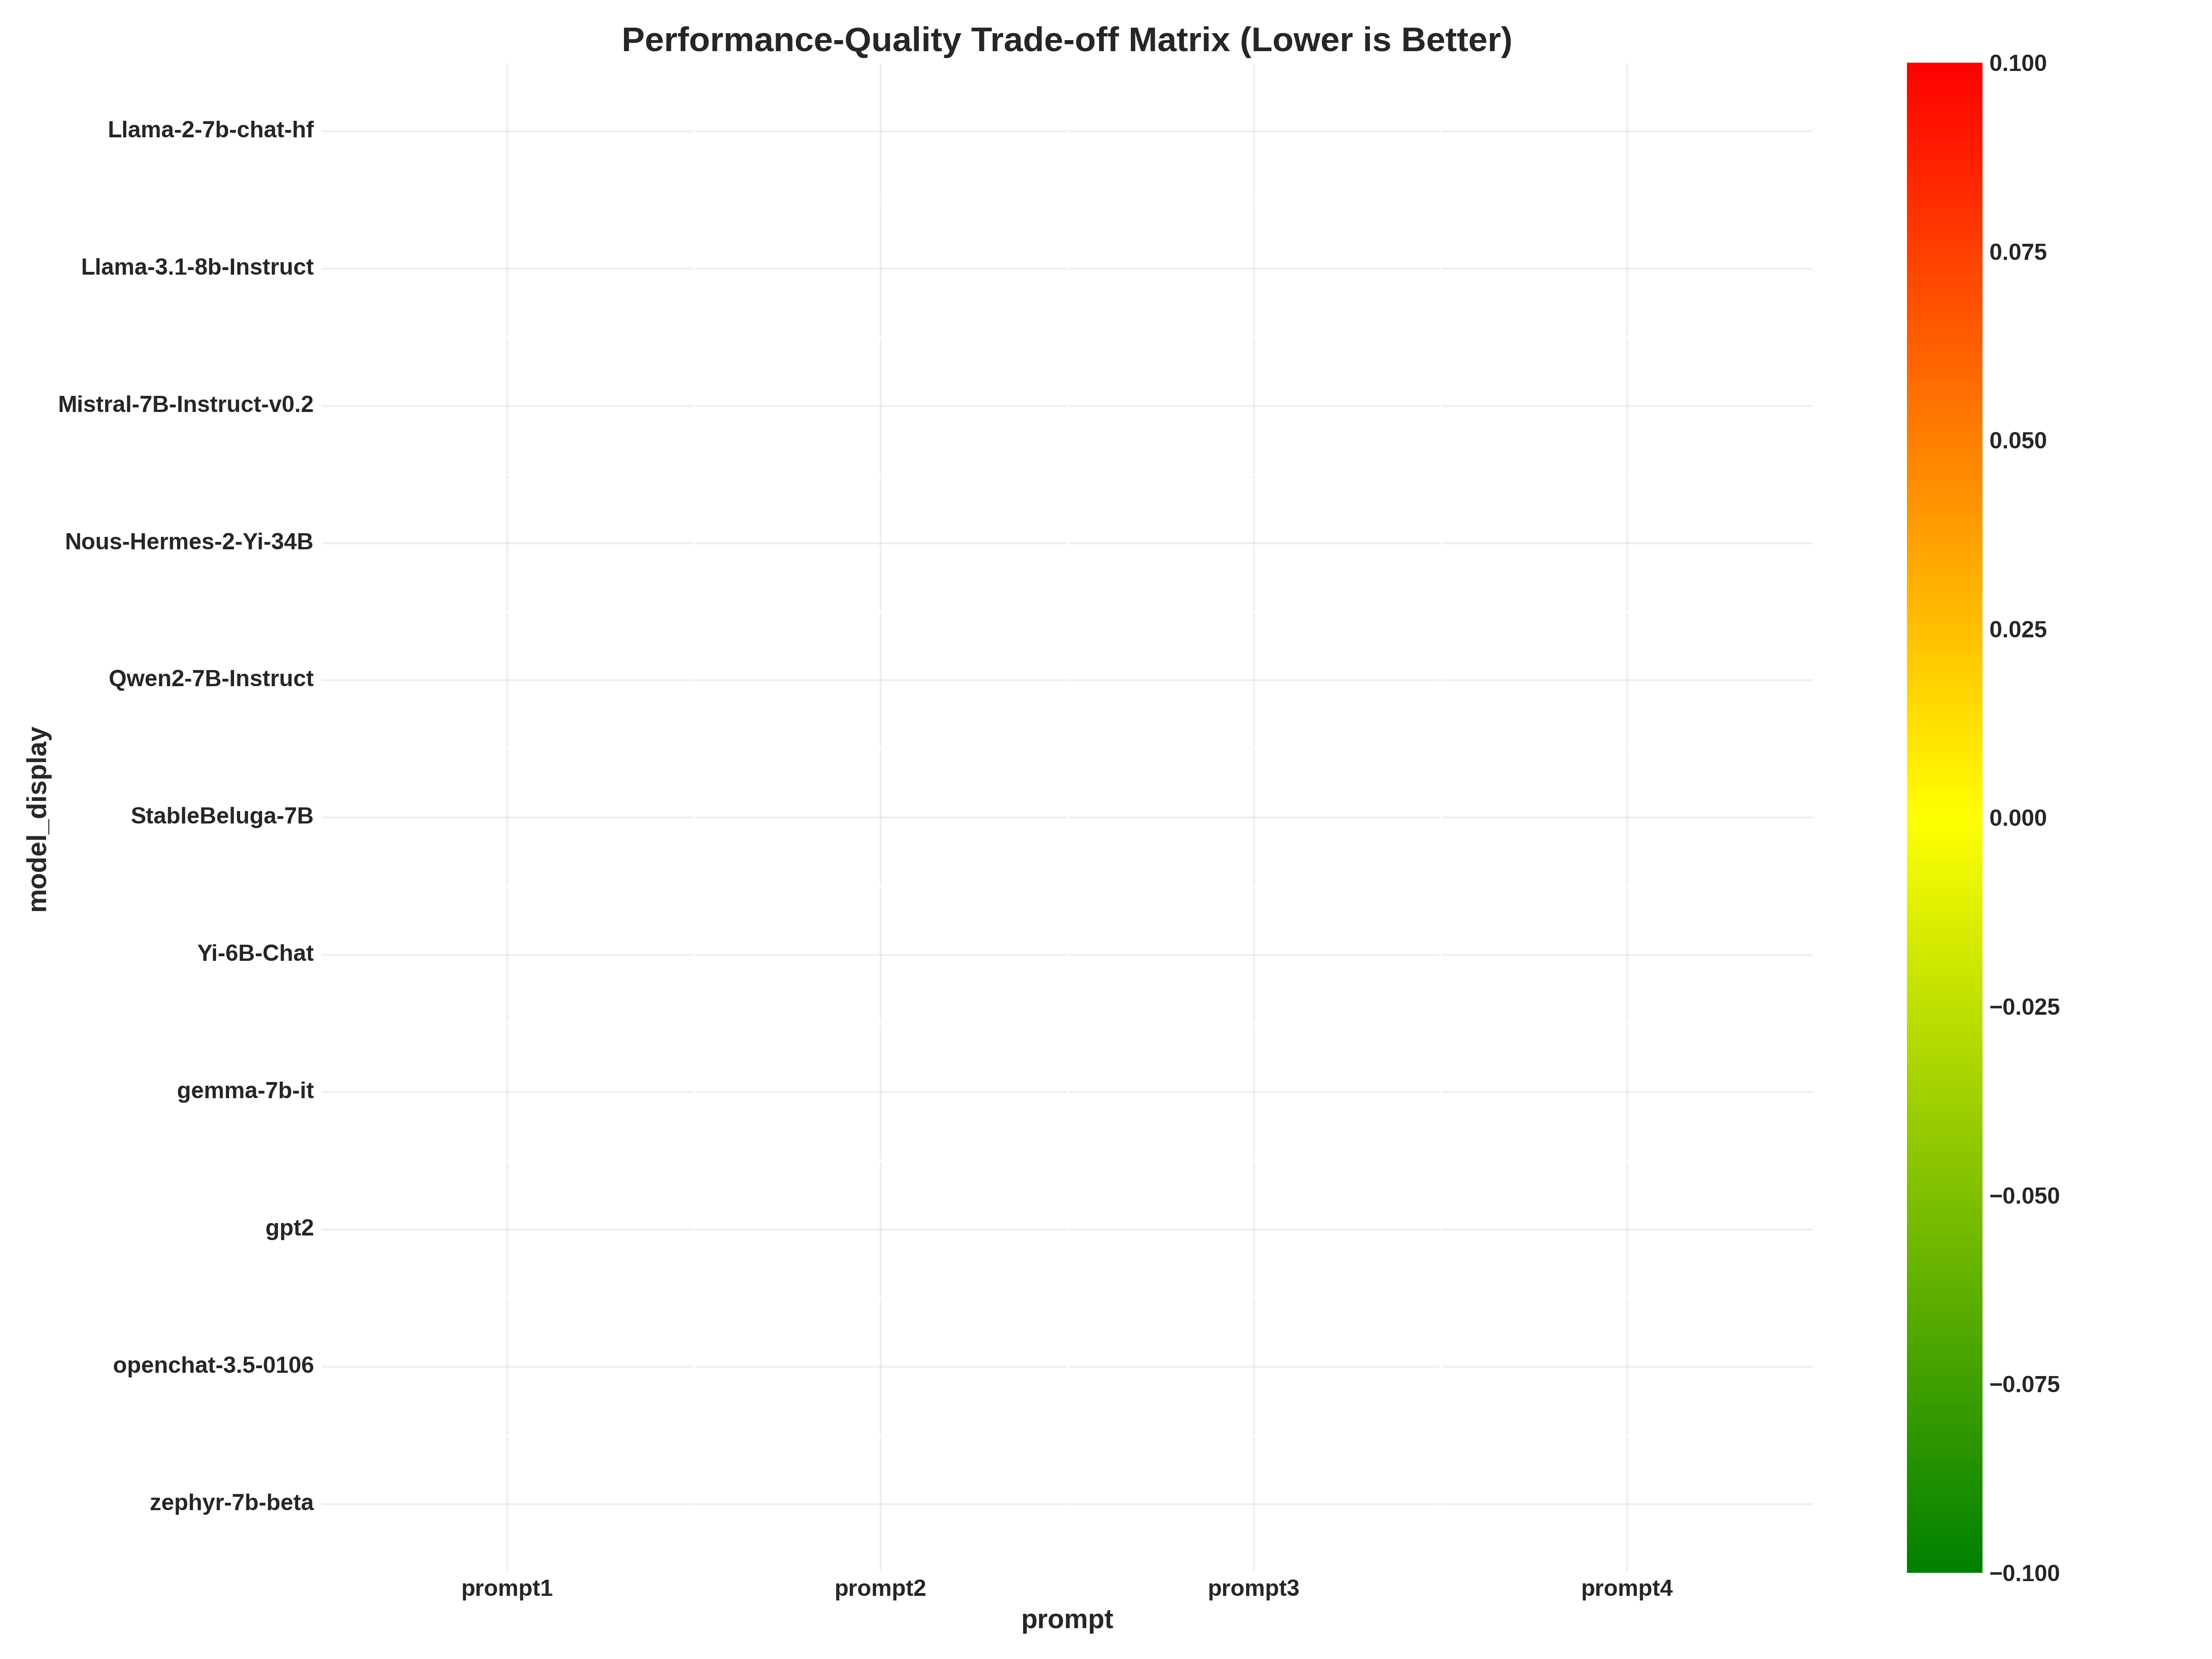 Performance-Quality Trade-off Matrix (Lower is Better)
model_display
Llama-2-7b-chat-hf
Llama-3.1-8b-Instruct
Mistral-7B-Instruct-v0.2
Nous-Hermes-2-Yi-34B
Qwen2-7B-Instruct
StableBeluga-7B
Yi-6B-Chat
gemma-7b-it
gpt2
openchat-3.5-0106
zephyr-7b-beta
prompt1 prompt2 prompt3 prompt4
prompt
0.100
0.075
0.050
0.025
0.000
−0.025
−0.050
−0.075
−0.100